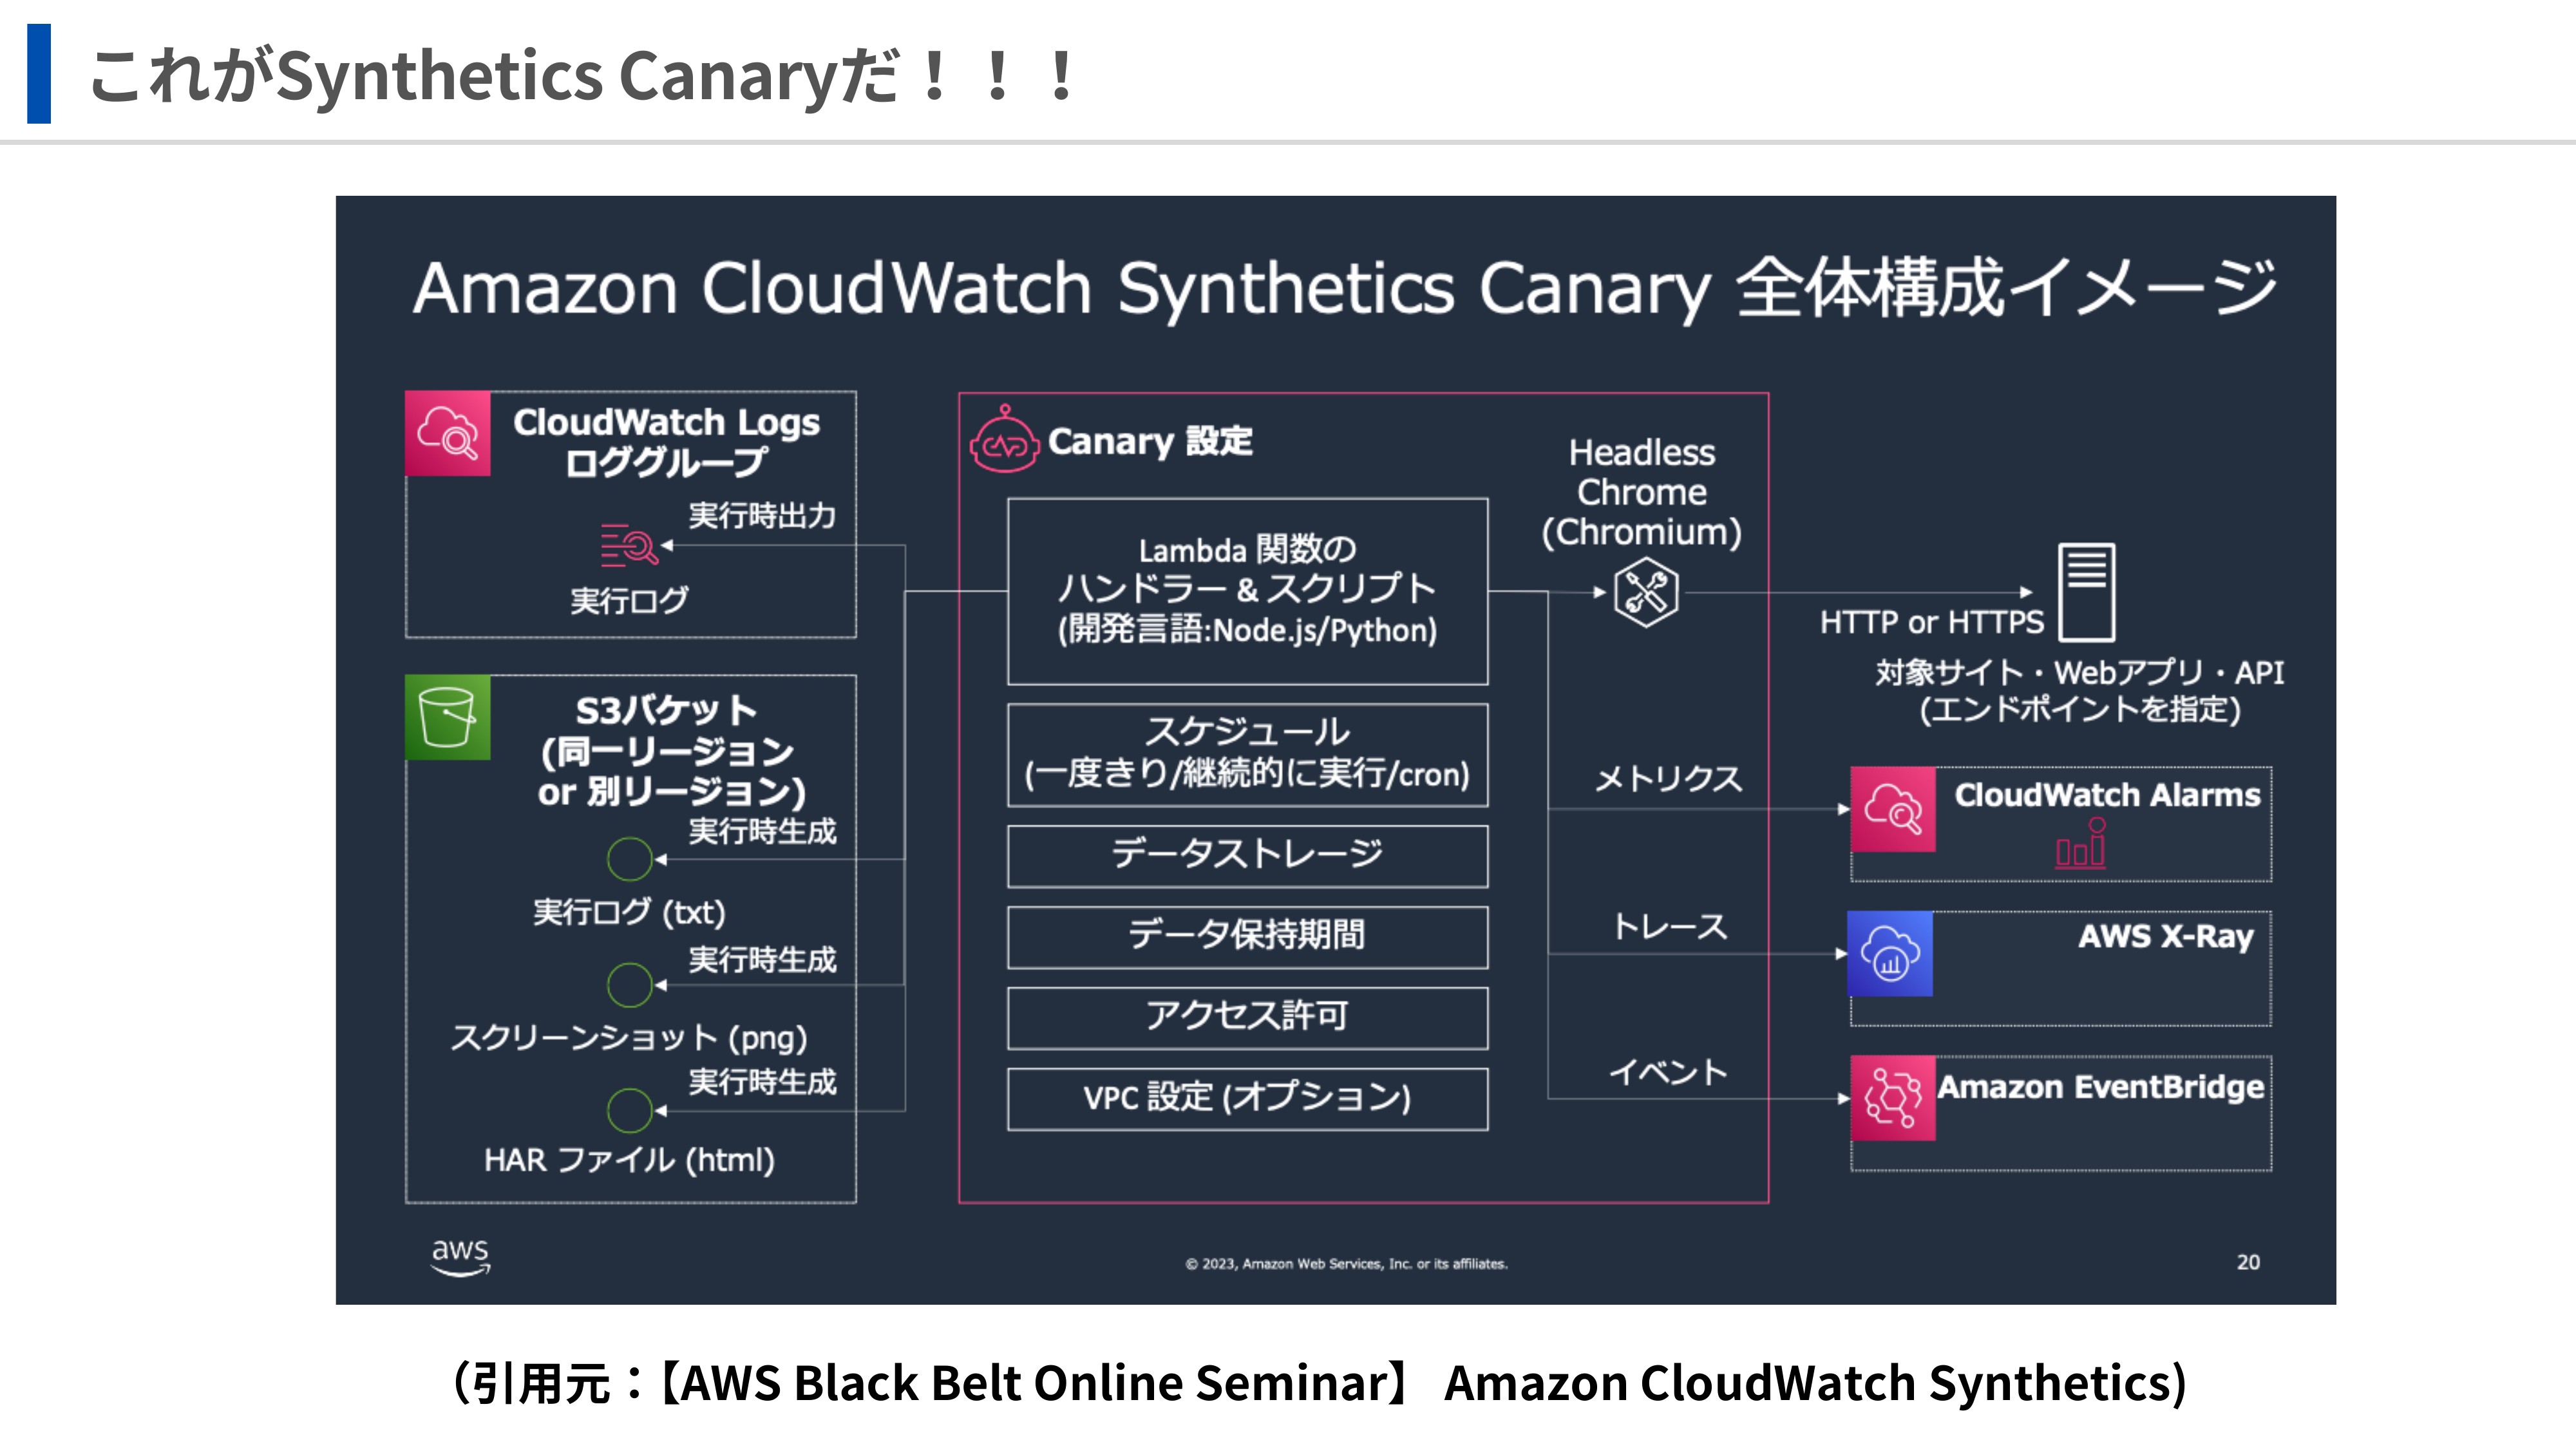 これがSynthetics Canaryだ！！！
Amazon CloudWatch Synthetics Canary 全体構成イメージ
CloudWatch Logs
ロググループ
実行時出力
実行ログ
S3バケット
(同一リージョン
or 別リージョン)
実行時生成
実行ログ (txt)
実行時生成
スクリーンショット (png)
実行時生成
HAR ファイル (html)
Canary 設定
Lambda 関数の
ハンドラー & スクリプト
(開発言語:Node.js/Python)
スケジュール
(一度きり/継続的に実行/cron)
データストレージ
データ保持期間
アクセス許可
VPC 設定 (オプション)
Headless
Chrome
(Chromium)
HTTP or HTTPS
対象サイト・Webアプリ・API
(エンドポイントを指定)
メトリクス
CloudWatch Alarms
トレース
AWS X-Ray
イベント
Amazon EventBridge
aws
© 2023, Amazon Web Services, Inc. or its affiliates.
20
（引用元：【AWS Black Belt Online Seminar】 Amazon CloudWatch Synthetics)